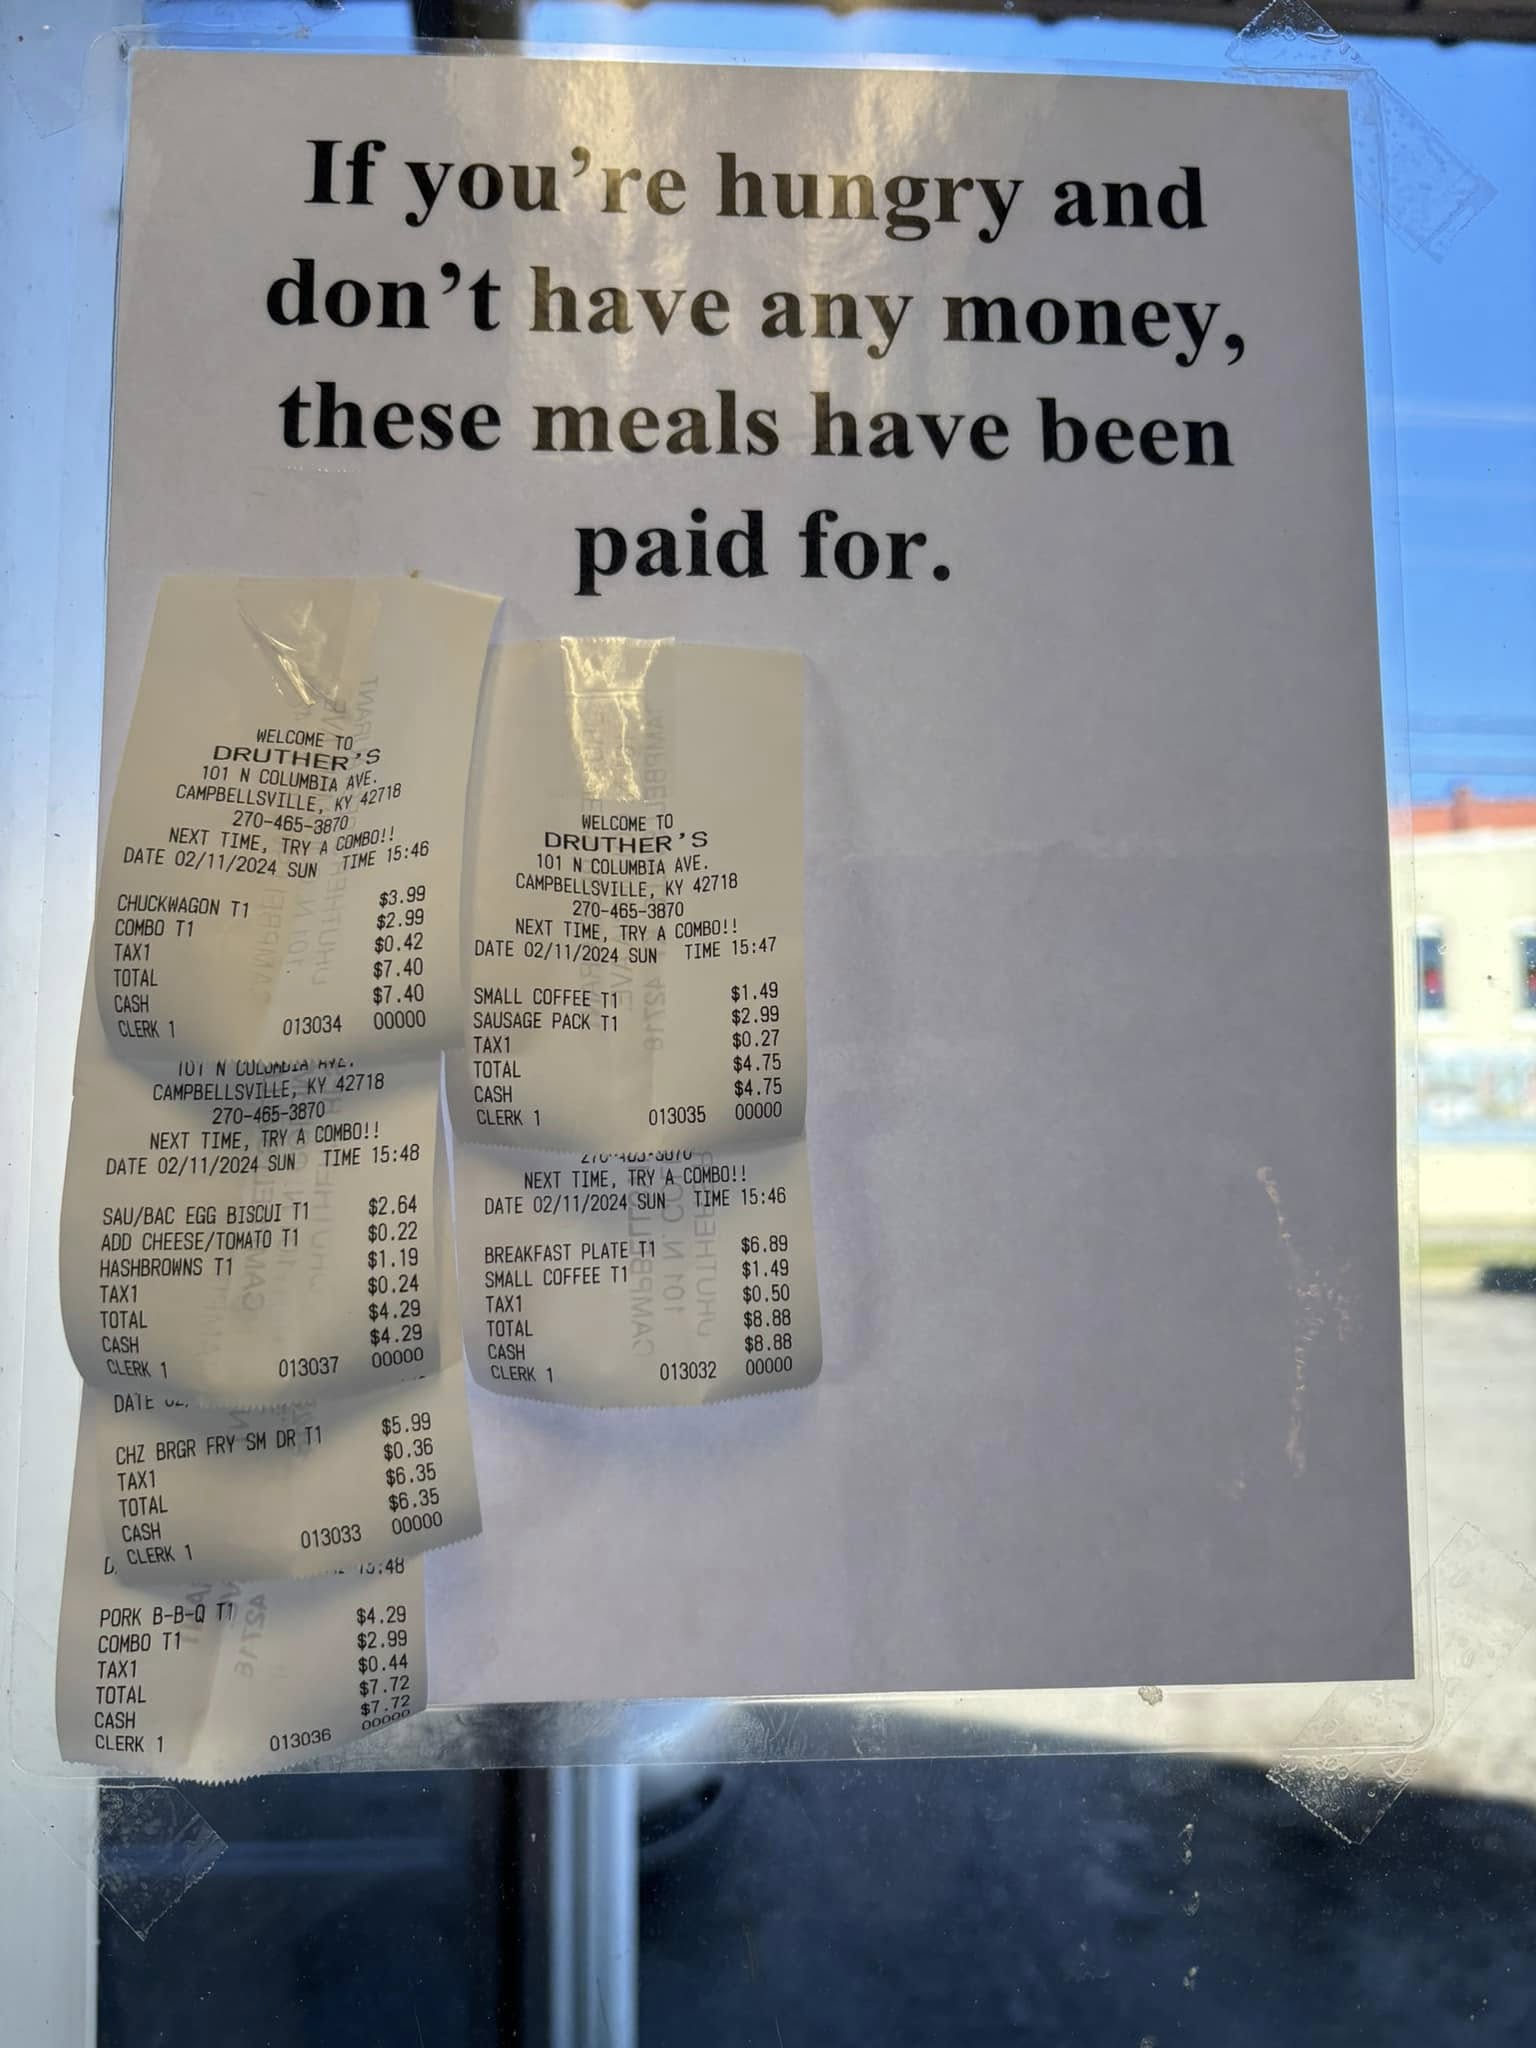 If you're hungry and
don't have any money,
these meals have been
paid for.
WELCOME TO
DRUTHER'S
101 N COLUMBIA AVE.
CAMPBELLSVILLE, KY 42718
270-465-3870
NEXT TIME, TRY A COMBO!!
DATE 02/11/2024 SUN TIME 15:46
CHUCKWAGON T1 $3.99
COMBO T1 $2.99
TAX1 $0.42
TOTAL $7.40
CASH $7.40
CLERK 1 013034 00000
101 N COLUMBIA AVE.
CAMPBELLSVILLE, KY 42718
270-465-3870
NEXT TIME, TRY A COMBO!!
DATE 02/11/2024 SUN TIME 15:48
SAU/BAC EGG BISCUI T1 $2.64
ADD CHEESE/TOMATO T1 $0.22
HASHBROWNS T1 $1.19
TAX1 $0.24
TOTAL $4.29
CASH $4.29
CLERK 1 013037 00000
DATE
CHZ BRGR FRY SM DR T1 $5.99
TAX1 $0.36
TOTAL $6.35
CASH $6.35
CLERK 1 013033 00000
15:48
PORK B-B-Q T1 $4.29
COMBO T1 $2.99
TAX1 $0.44
TOTAL $7.72
CASH $7.72
CLERK 1 013036 00000
WELCOME TO
DRUTHER'S
101 N COLUMBIA AVE.
CAMPBELLSVILLE, KY 42718
270-465-3870
NEXT TIME, TRY A COMBO!!
DATE 02/11/2024 SUN TIME 15:47
SMALL COFFEE T1 $1.49
SAUSAGE PACK T1 $2.99
TAX1 $0.27
TOTAL $4.75
CASH $4.75
CLERK 1 013035 00000
270-465-3870
NEXT TIME, TRY A COMBO!!
DATE 02/11/2024 SUN TIME 15:46
BREAKFAST PLATE T1 $6.89
SMALL COFFEE T1 $1.49
TAX1 $0.50
TOTAL $8.88
CASH $8.88
CLERK 1 013032 00000